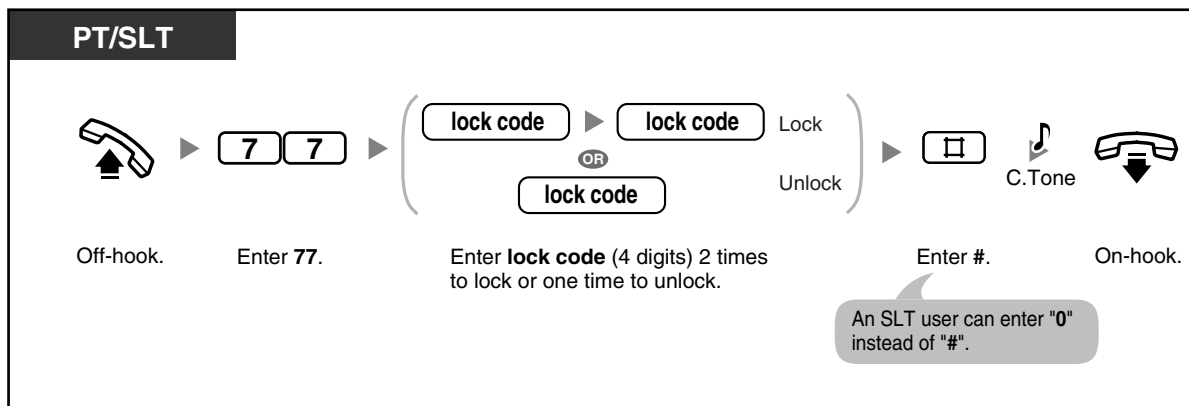 PT/SLT
7 7
lock code lock code Lock
OR
lock code Unlock
#
C.Tone
Off-hook.
Enter 77.
Enter lock code (4 digits) 2 times
to lock or one time to unlock.
Enter #.
On-hook.
An SLT user can enter "0"
instead of "#".